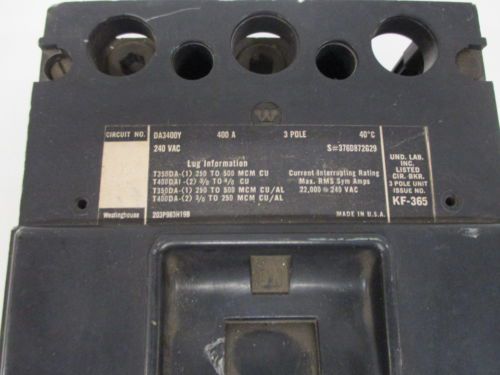 W
CIRCUIT NO. DA3400Y 400 A 3 POLE 40°C
240 VAC S=376D872G29
Lug Information
T350DA-(1) 250 TO 500 MCM CU
T400DA1-(2) 3/0 TO 4/0 CU
T350DA-(1) 250 TO 500 MCM CU/AL
T400DA-(2) 3/0 TO 250 MCM CU/AL
Current Interrupting Rating
Max. RMS Sym Amps
22,000 = 240 VAC
UND. LAB.
INC.
LISTED
CIR. BKR.
3 POLE UNIT
ISSUE NO.
KF-365
Westinghouse 203P983H19B MADE IN U.S.A.